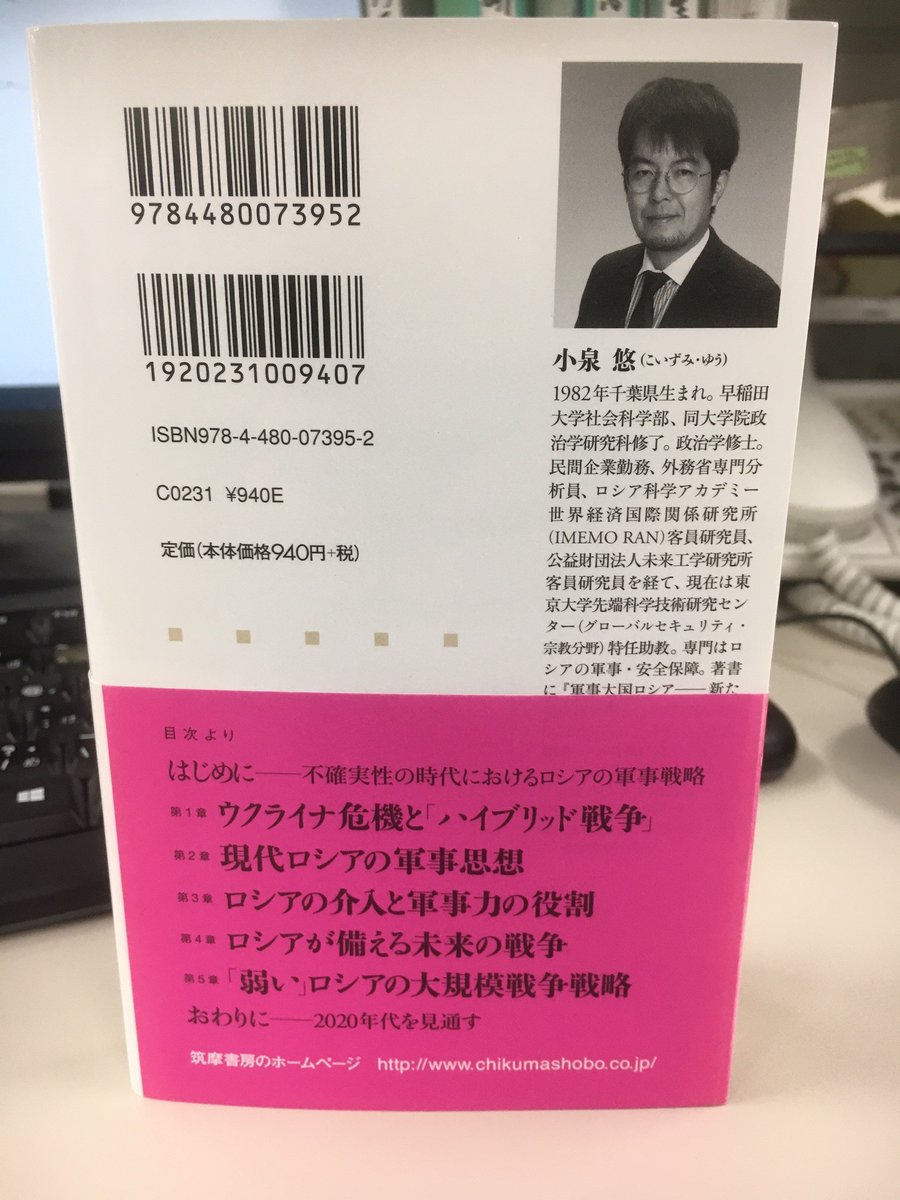 9784480073952
1920231009407
ISBN978-4-480-07395-2
C0231 ¥940E
定価(本体価格940円+税)
小泉 悠(こいずみ・ゆう)
1982年千葉県生まれ。早稲田
大学社会科学部、同大学院政
治学研究科修了。政治学修士。
民間企業勤務、外務省専門分
析員、ロシア科学アカデミー
世界経済国際関係研究所
(IMEMO RAN)客員研究員、
公益財団法人未来工学研究所
客員研究員を経て、現在は東
京大学先端科学技術研究セン
ター(グローバルセキュリティ・
宗教分野)特任助教。専門はロ
シアの軍事・安全保障。著書
に『軍事大国ロシア――新た
目次より
はじめに――不確実性の時代におけるロシアの軍事戦略
第1章 ウクライナ危機と「ハイブリッド戦争」
第2章 現代ロシアの軍事思想
第3章 ロシアの介入と軍事力の役割
第4章 ロシアが備える未来の戦争
第5章 「弱い」ロシアの大規模戦争戦略
おわりに――2020年代を見通す
筑摩書房のホームページ http://www.chikumashobo.co.jp/